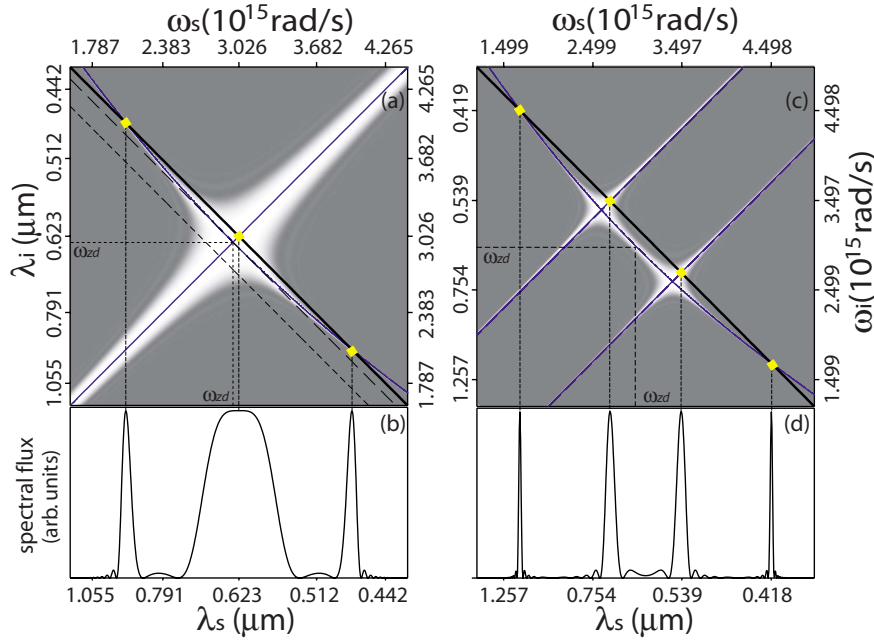 ωs(10¹⁵rad/s)
1.787 2.383 3.026 3.682 4.265
λi (μm)
0.442 0.512 0.623 0.791 1.055
4.265 3.682 3.026 2.383 1.787
(a)
ωzd
ωzd
spectral flux
(arb. units)
(b)
1.055 0.791 0.623 0.512 0.442
λs (μm)
ωs(10¹⁵rad/s)
1.499 2.499 3.497 4.498
0.419 0.539 0.754 1.257
4.498 3.497 2.499 1.499
ωi(10¹⁵rad/s)
(c)
ωzd
ωzd
(d)
1.257 0.754 0.539 0.418
λs (μm)